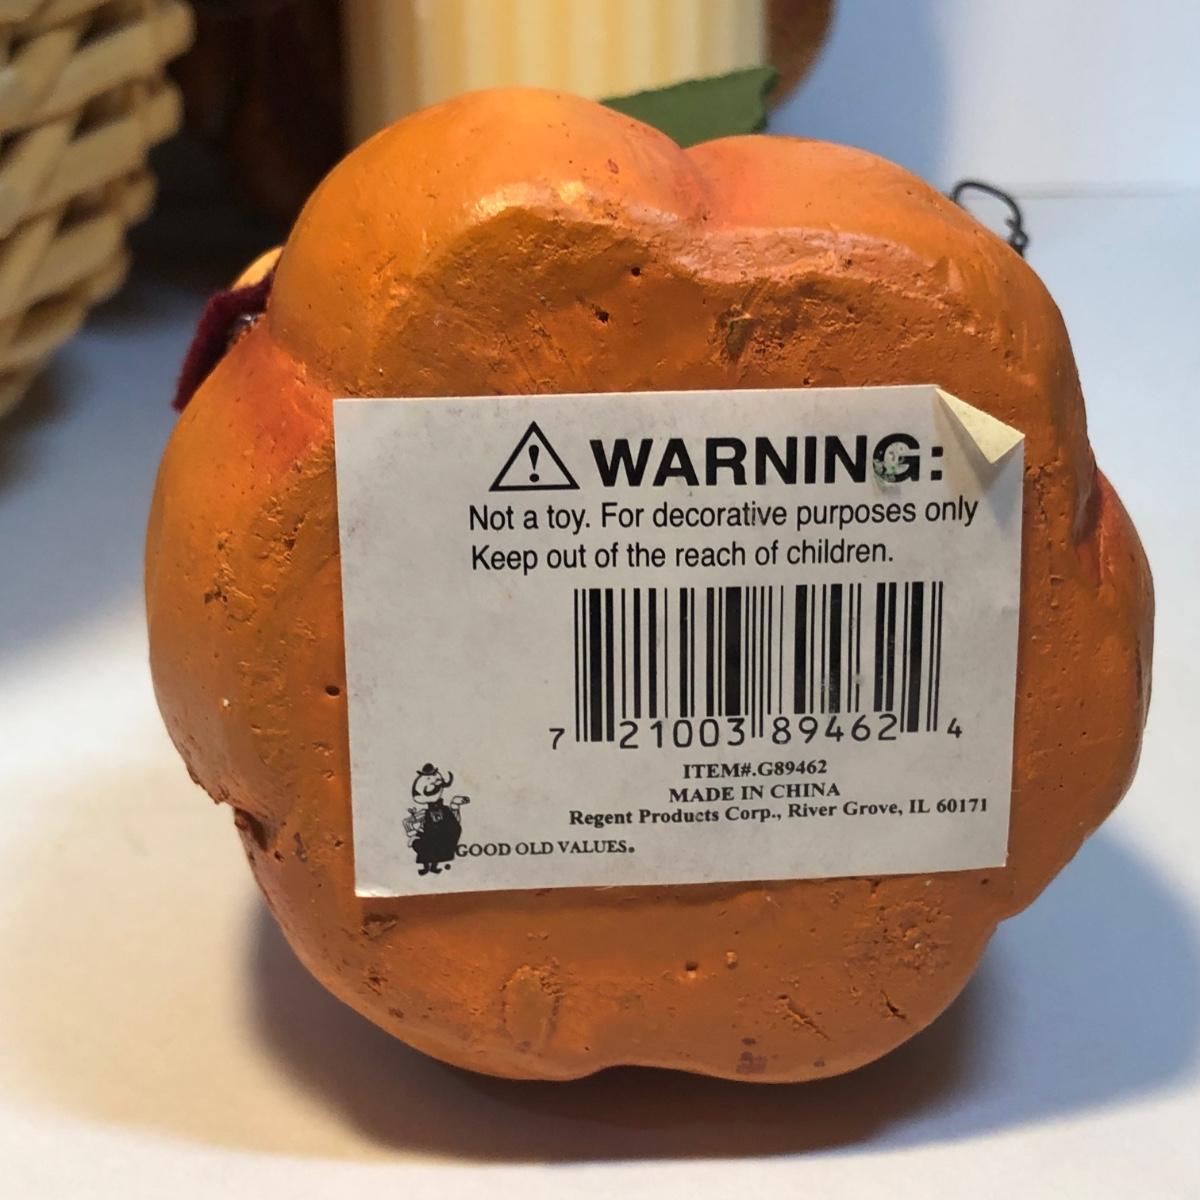 WARNING:
Not a toy. For decorative purposes only
Keep out of the reach of children.
7 21003 89462 4
ITEM#.G89462
MADE IN CHINA
Regent Products Corp., River Grove, IL 60171
GOOD OLD VALUES.